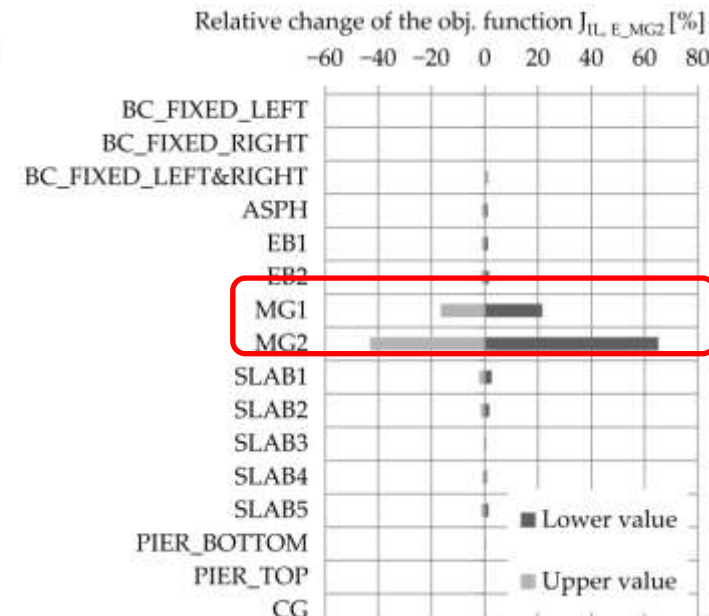 Relative change of the obj. function J_IL, E_MG2 [%]
−60 −40 −20 0 20 40 60 80
BC_FIXED_LEFT
BC_FIXED_RIGHT
BC_FIXED_LEFT&RIGHT
ASPH
EB1
EB2
MG1
MG2
SLAB1
SLAB2
SLAB3
SLAB4
SLAB5
Lower value
PIER_BOTTOM
PIER_TOP
Upper value
CG